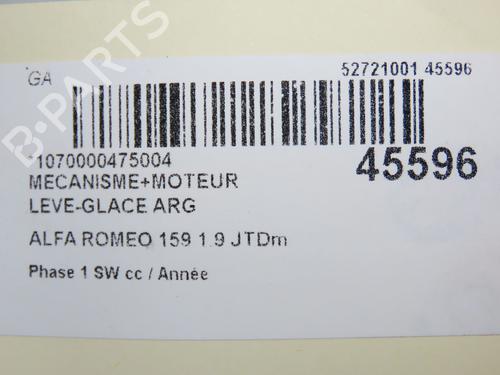 GA
52721001 45596
*1070000475004
45596
MECANISME+MOTEUR
LEVE-GLACE ARG
ALFA ROMEO 159 1.9 JTDm
Phase 1 SW cc / Année
B-PARTS